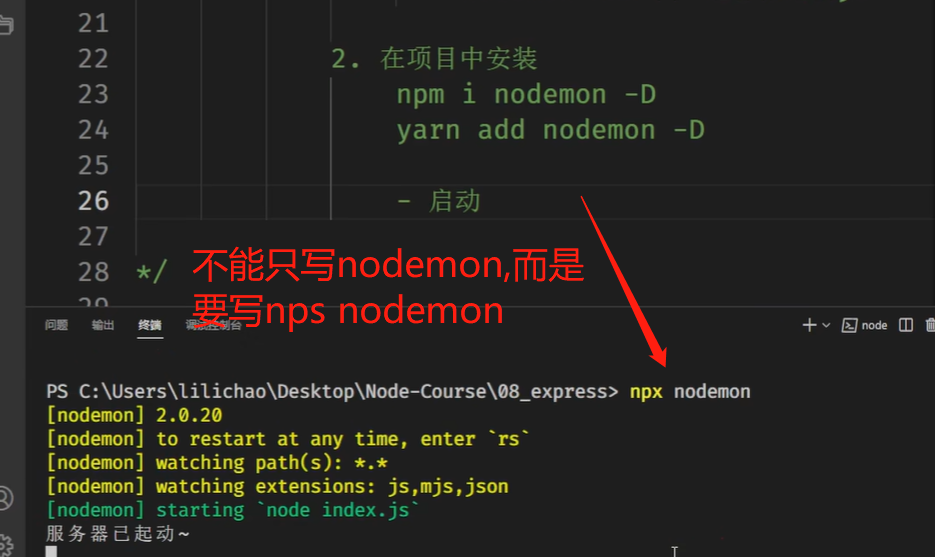 21
22 2. 在项目中安装
23 npm i nodemon -D
24 yarn add nodemon -D
25
26 - 启动
27
28 */
不能只写nodemon,而是
要写nps nodemon
29
问题 输出 终端 调试控制台 node
PS C:\Users\lilichao\Desktop\Node-Course\08_express> npx nodemon
[nodemon] 2.0.20
[nodemon] to restart at any time, enter `rs`
[nodemon] watching path(s): *.*
[nodemon] watching extensions: js,mjs,json
[nodemon] starting `node index.js`
服务器已起动~